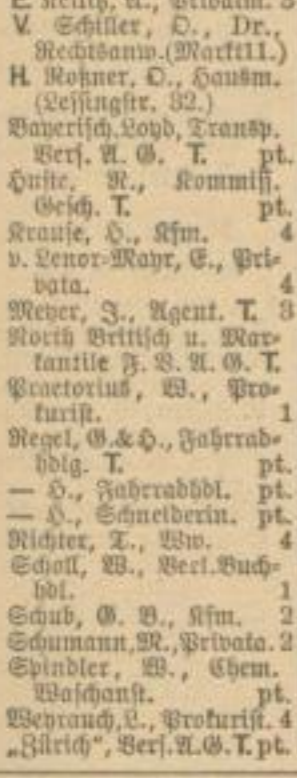 V. Schiller, O., Dr.,
Rechtsanw.(Markt11.)
H. Roßner, O., Hausm.
(Lessingstr. 32.)
Bayerisch.Loyd, Transp.
Vers. A. G. T. pt.
Huste, R., Kommiss.
Gesch. T. pt.
Krause, H., Kfm. 4
v. Lenor-Mayr, E., Pri-
vata. 4
Meyer, J., Agent. T. 3
North Britisch u. Mar-
kantile F. V. A. G. T.
Praetorius, W., Pro-
kurist. 1
Regel, G.& H., Fahrrad-
hdlg. T. pt.
— H., Fahrradhdl. pt.
— H., Schneiderin. pt.
Richter, T., Ww. 4
Scholl, W., Verl.Buch-
hdl. 1
Schub, G. B., Kfm. 2
Schumann,M.,Privata. 2
Spindler, W., Chem.
Waschanst. pt.
Weyrauch,L., Prokurist. 4
„Zürich“, Vers.A.G.T. pt.